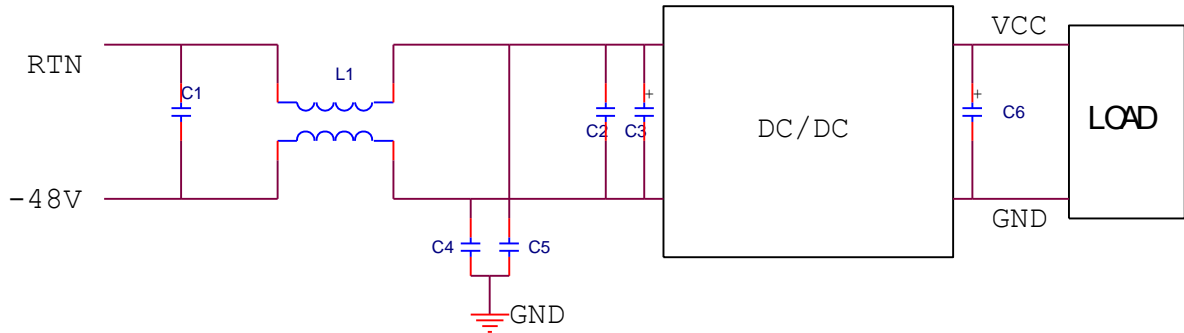 VCC
RTN
L1
C1
+
+
C2
C3
DC/DC
C6
LOAD
-48V
GND
C4
C5
GND